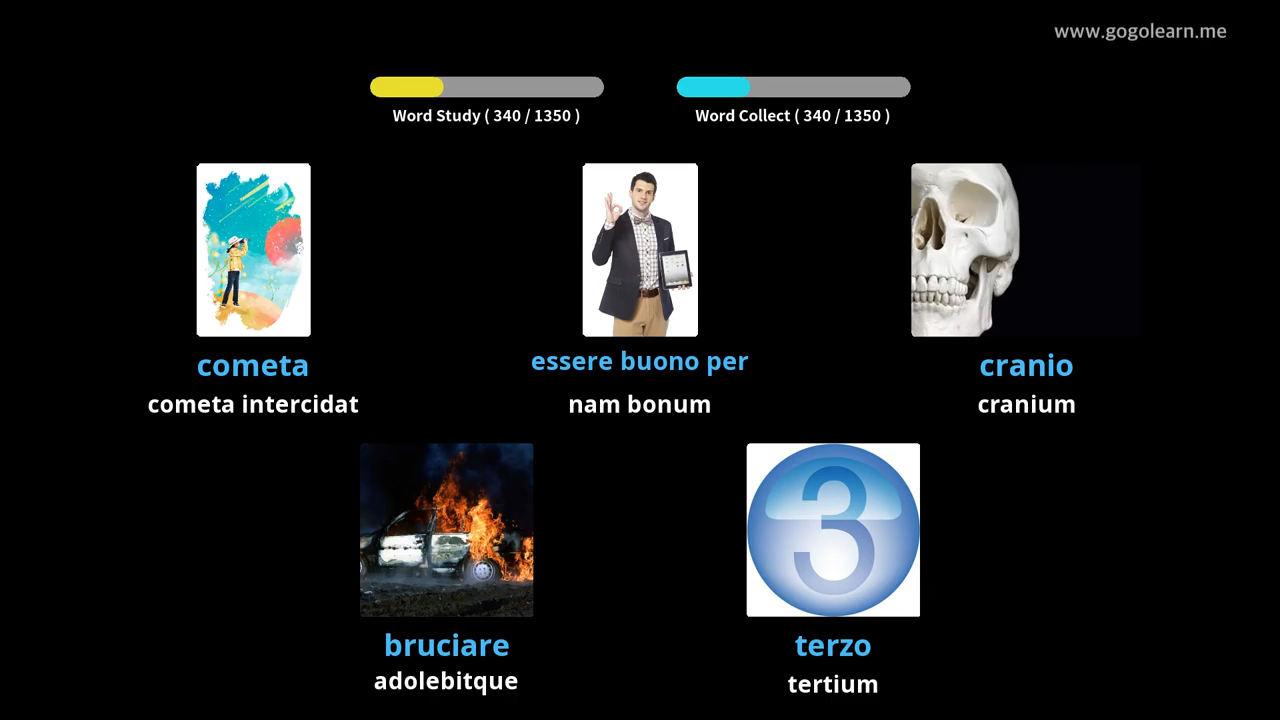 www.gogolearn.me
Word Study ( 340 / 1350 )
Word Collect ( 340 / 1350 )
cometa
cometa intercidat
essere buono per
nam bonum
cranio
cranium
bruciare
adolebitque
3
terzo
tertium